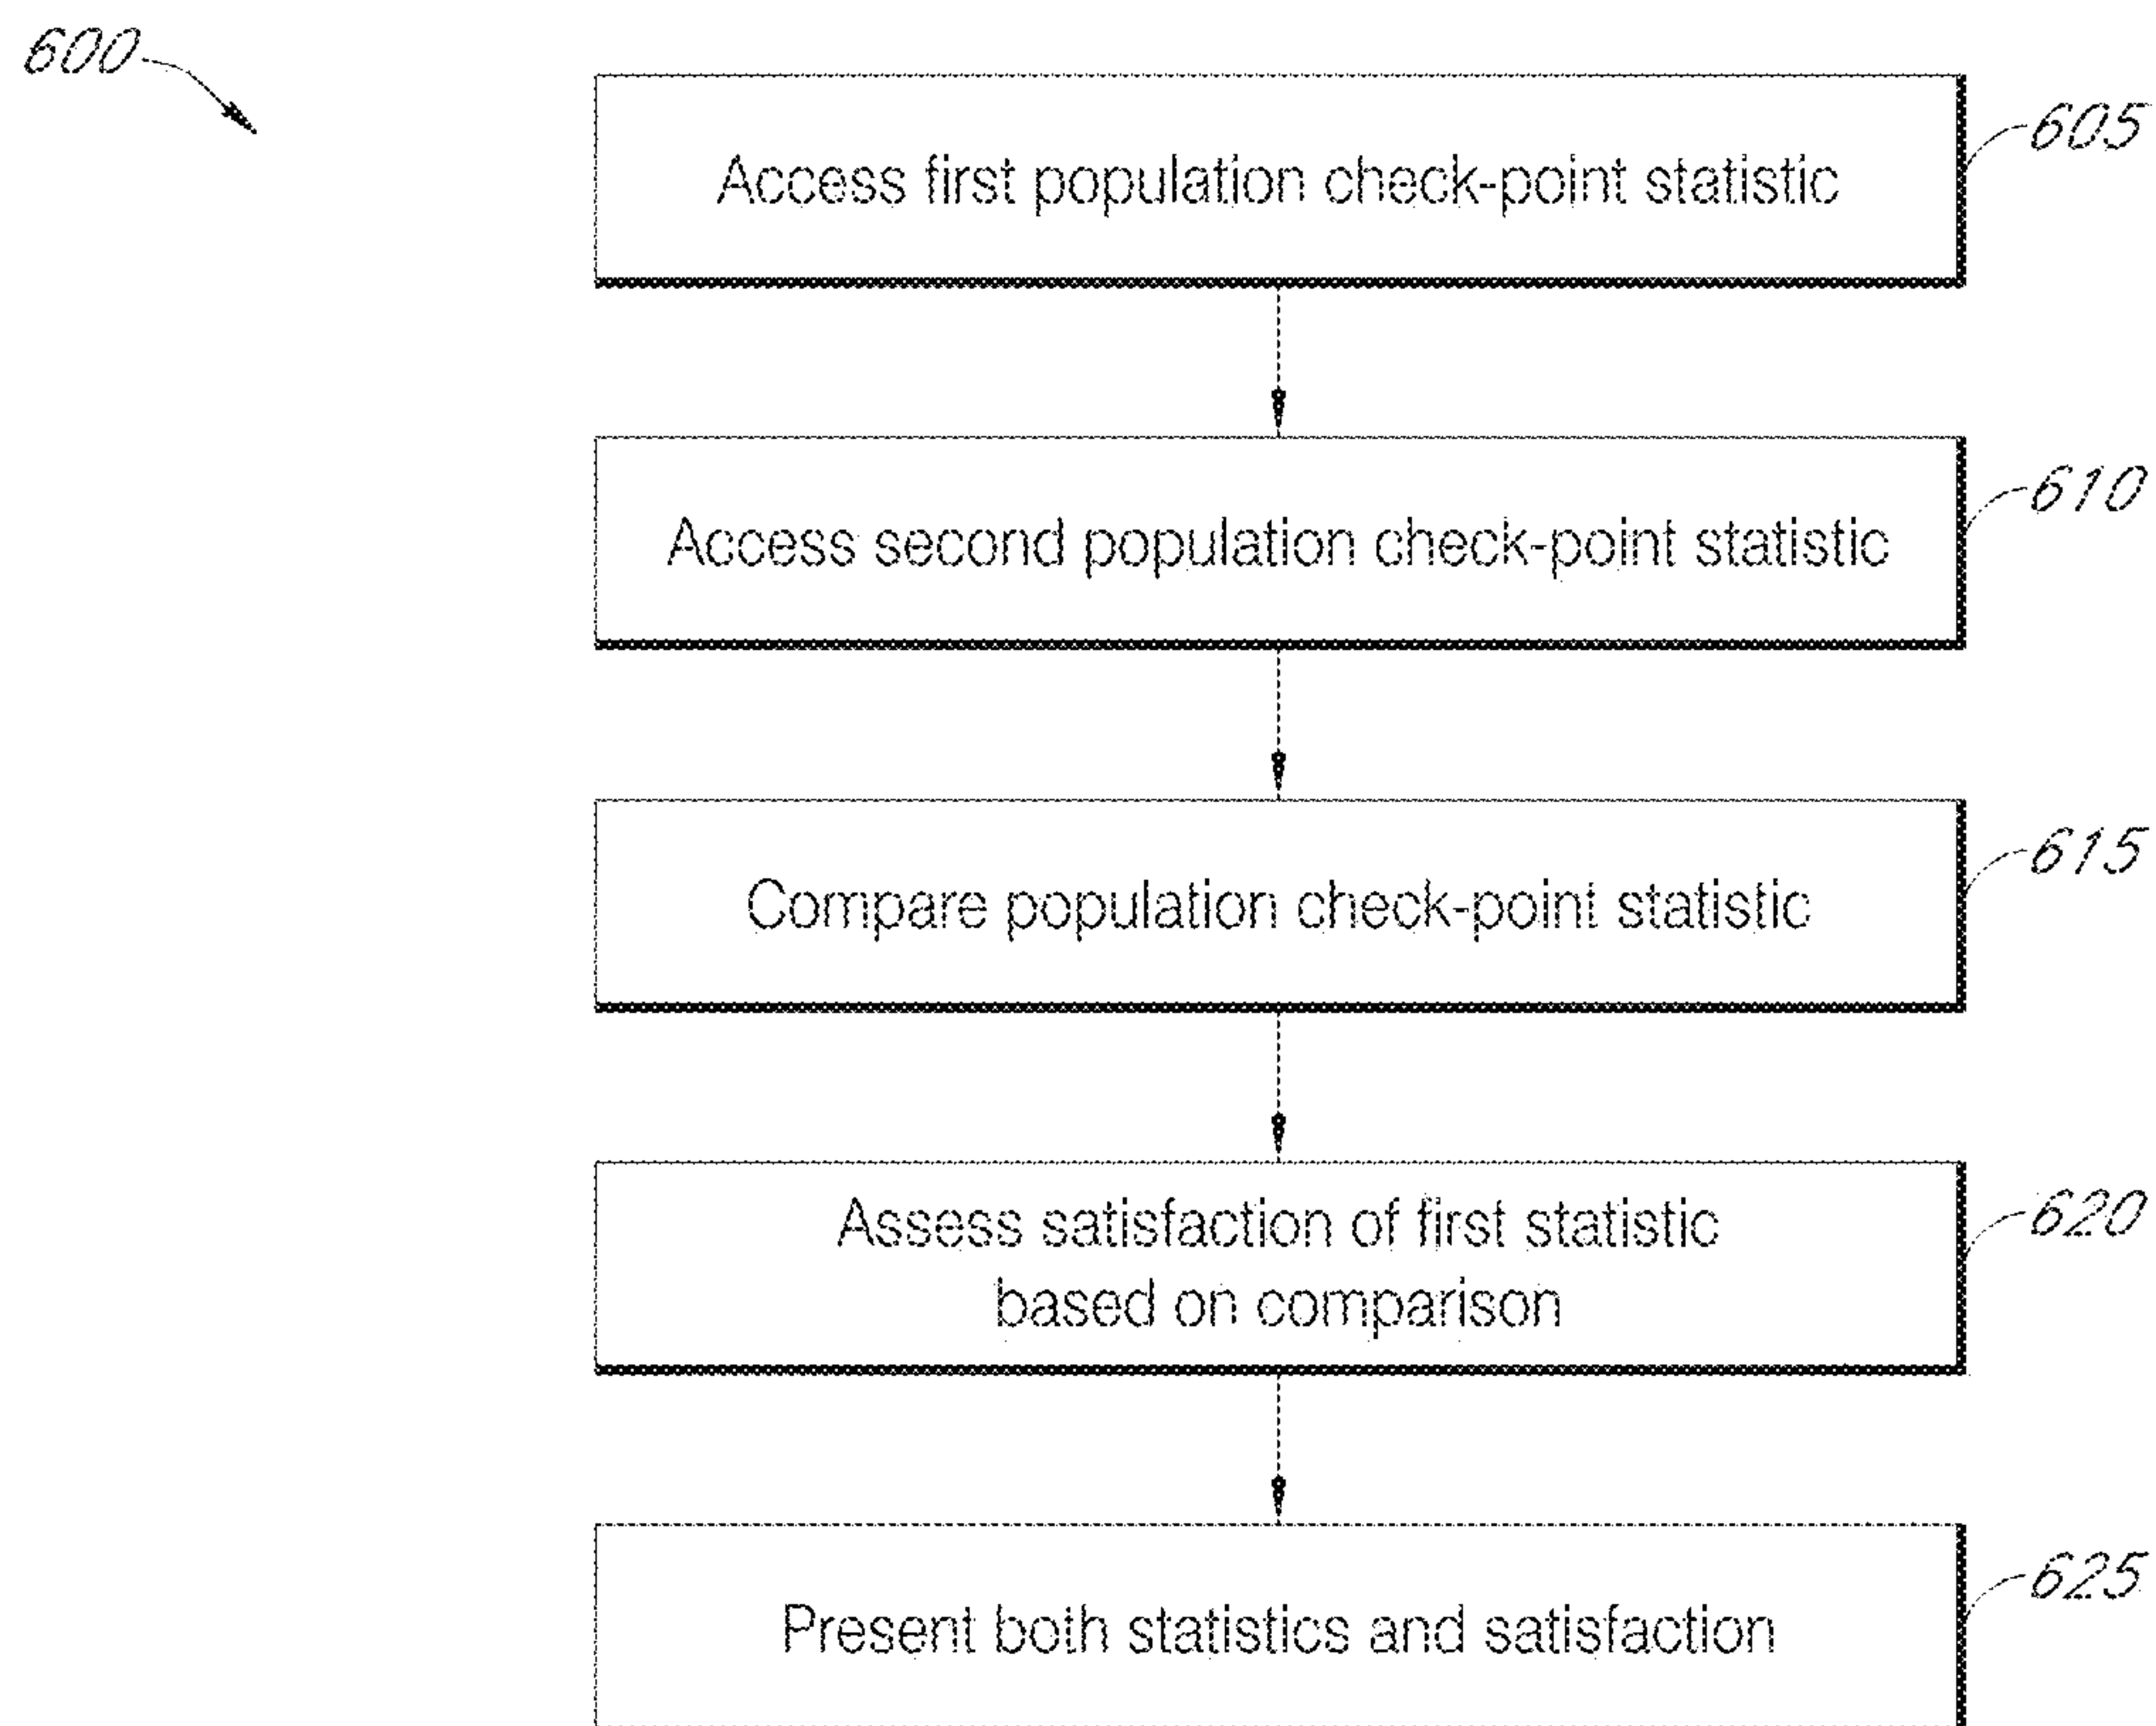 600
Access first population check-point statistic
605
Access second population check-point statistic
610
Compare population check-point statistic
615
Assess satisfaction of first statistic
based on comparison
620
Present both statistics and satisfaction
625